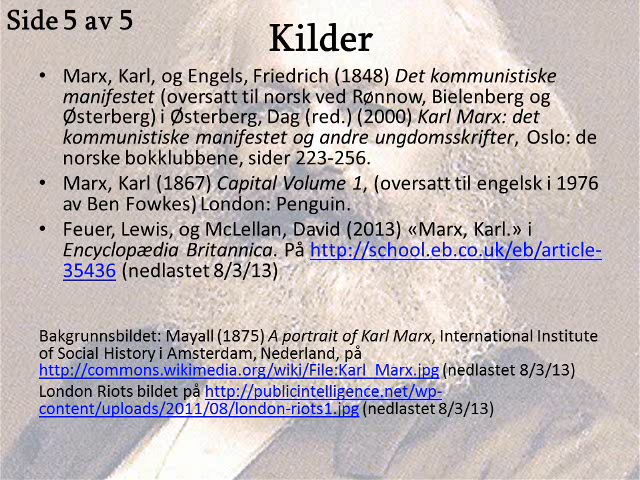 Side 5 av 5
Kilder
• Marx, Karl, og Engels, Friedrich (1848) Det kommunistiske
manifestet (oversatt til norsk ved Rønnow, Bielenberg og
Østerberg) i Østerberg, Dag (red.) (2000) Karl Marx: det
kommunistiske manifestet og andre ungdomsskrifter, Oslo: de
norske bokklubbene, sider 223-256.
• Marx, Karl (1867) Capital Volume 1, (oversatt til engelsk i 1976
av Ben Fowkes) London: Penguin.
• Feuer, Lewis, og McLellan, David (2013) «Marx, Karl.» i
Encyclopædia Britannica. På http://school.eb.co.uk/eb/article-
35436 (nedlastet 8/3/13)
Bakgrunnsbildet: Mayall (1875) A portrait of Karl Marx, International Institute
of Social History i Amsterdam, Nederland, på
http://commons.wikimedia.org/wiki/File:Karl_Marx.jpg (nedlastet 8/3/13)
London Riots bildet på http://publicintelligence.net/wp-
content/uploads/2011/08/london-riots1.jpg (nedlastet 8/3/13)